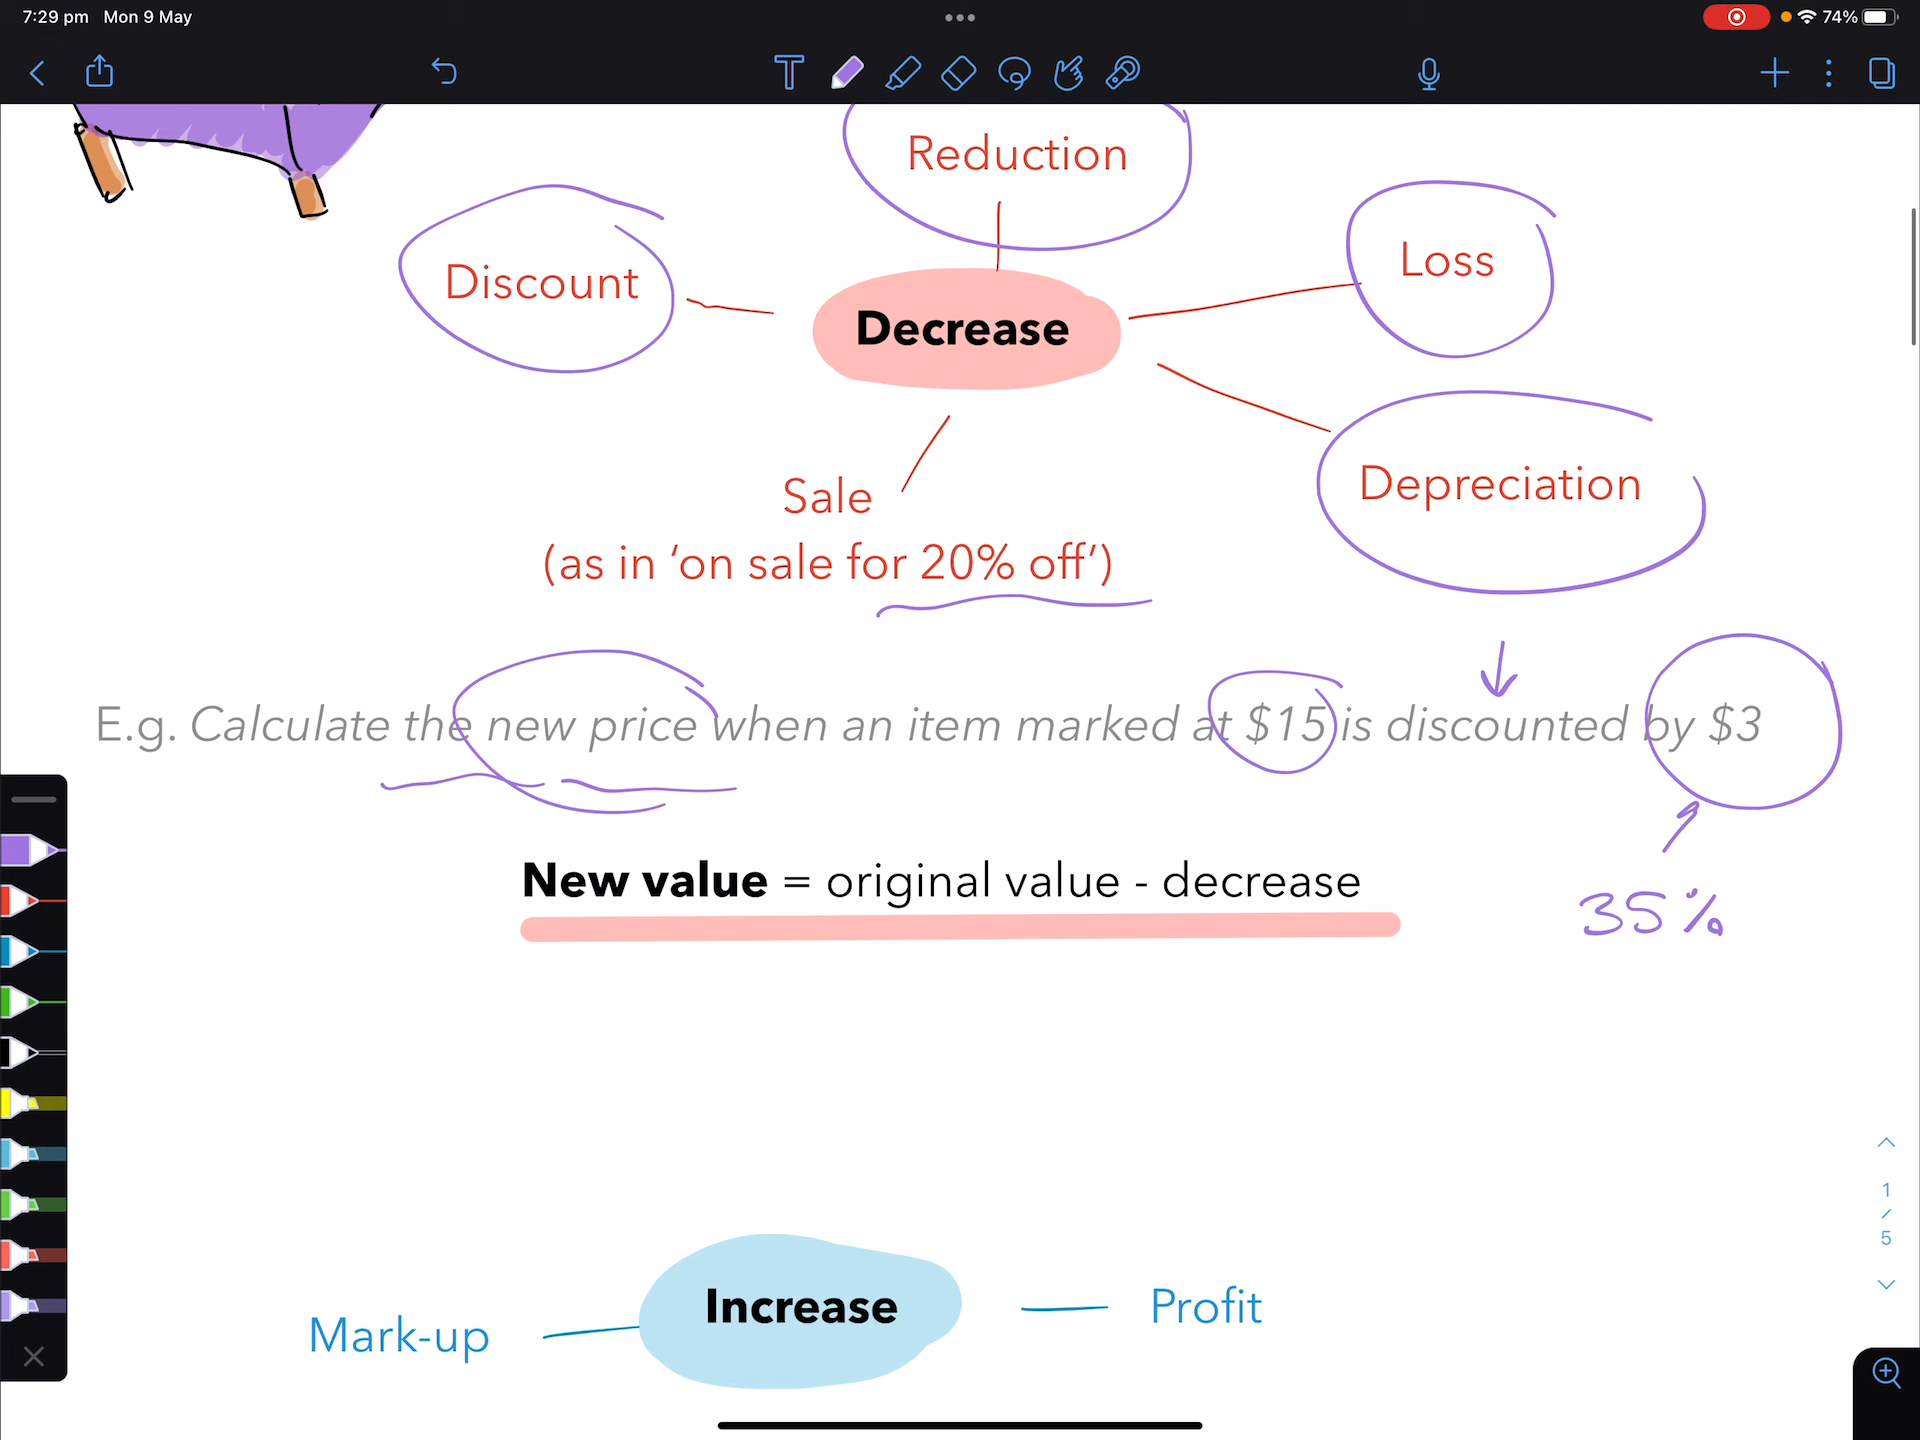 7:29 pm Mon 9 May
74%
Reduction
Loss
Discount
Decrease
Depreciation
Sale
(as in ‘on sale for 20% off’)
E.g. Calculate the new price when an item marked at $15 is discounted by $3
New value = original value - decrease
35%
1
/
5
Increase
Profit
Mark-up